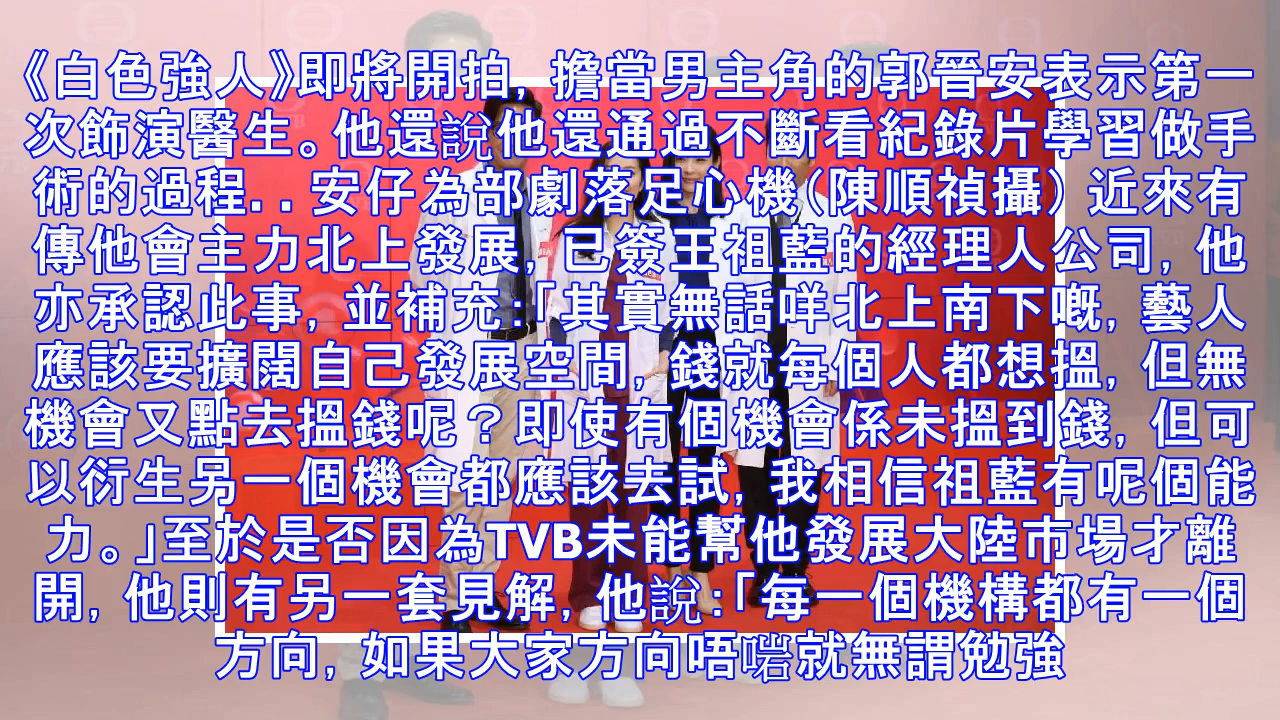 《白色強人》即將開拍, 擔當男主角的郭晉安表示第一
次飾演醫生。他還說他還通過不斷看紀錄片學習做手
術的過程. . 安仔為部劇落足心機(陳順禎攝) 近來有
傳他會主力北上發展, 已簽王祖藍的經理人公司, 他
亦承認此事, 並補充:「其實無話咩北上南下嘅, 藝人
應該要擴闊自己發展空間, 錢就每個人都想搵, 但無
機會又點去搵錢呢？即使有個機會係未搵到錢, 但可
以衍生另一個機會都應該去試, 我相信祖藍有呢個能
力。」至於是否因為TVB未能幫他發展大陸市場才離
開, 他則有另一套見解, 他說:「每一個機構都有一個
方向, 如果大家方向唔啱就無謂勉強